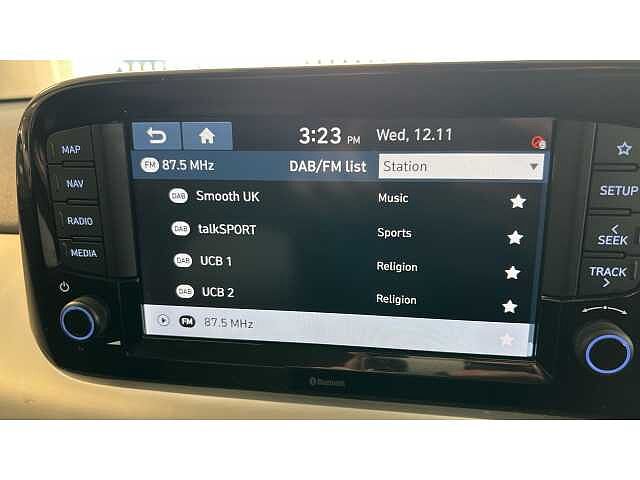 3:23 PM Wed, 12.11
FM 87.5 MHz DAB/FM list Station
DAB Smooth UK Music
DAB talkSPORT Sports
DAB UCB 1 Religion
DAB UCB 2 Religion
FM 87.5 MHz
MAP
NAV
RADIO
MEDIA
SETUP
SEEK
TRACK
Bluetooth